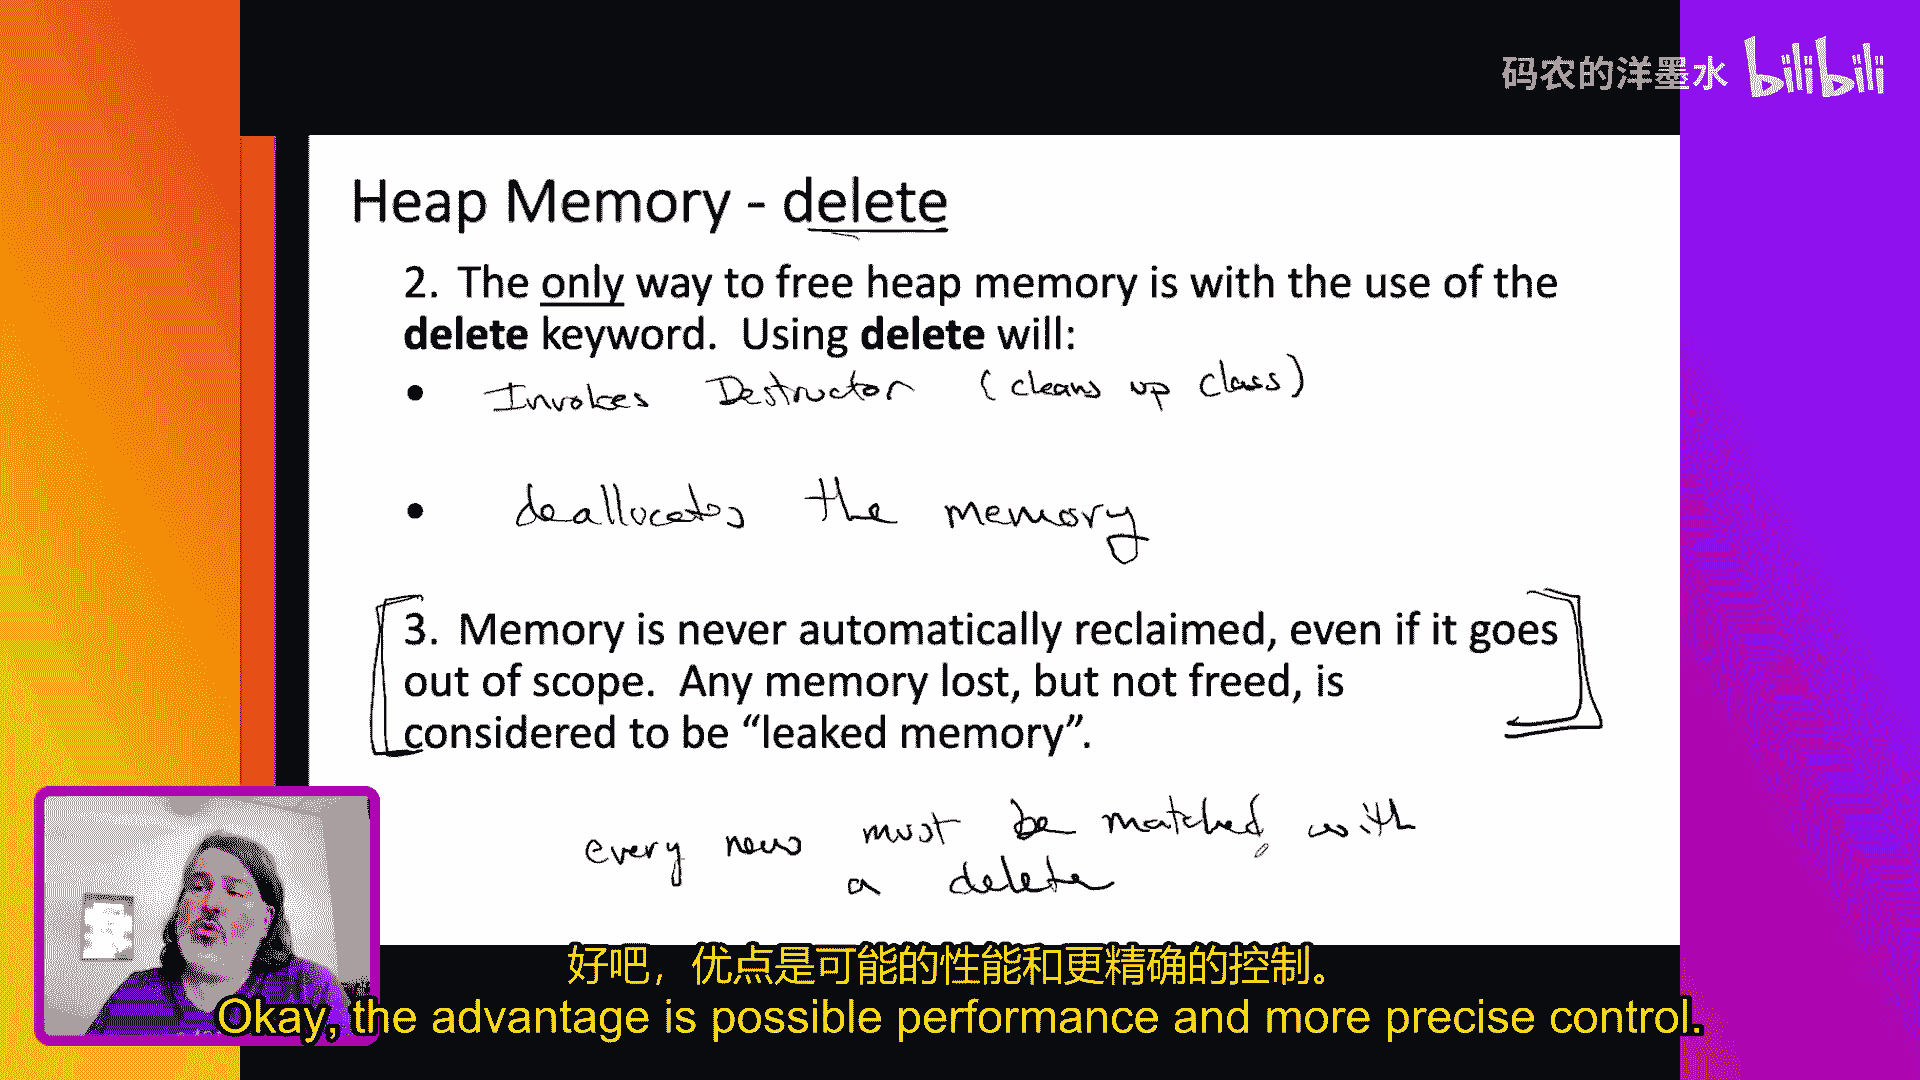 码农的洋墨水 bilibili
Heap Memory - delete
2. The only way to free heap memory is with the use of the
delete keyword. Using delete will:
• Invokes Destructor (cleans up class)
• deallocates the memory
3. Memory is never automatically reclaimed, even if it goes
out of scope. Any memory lost, but not freed, is
considered to be “leaked memory”.
every new must be matched with
a delete
好吧，优点是可能的性能和更精确的控制。
Okay, the advantage is possible performance and more precise control.